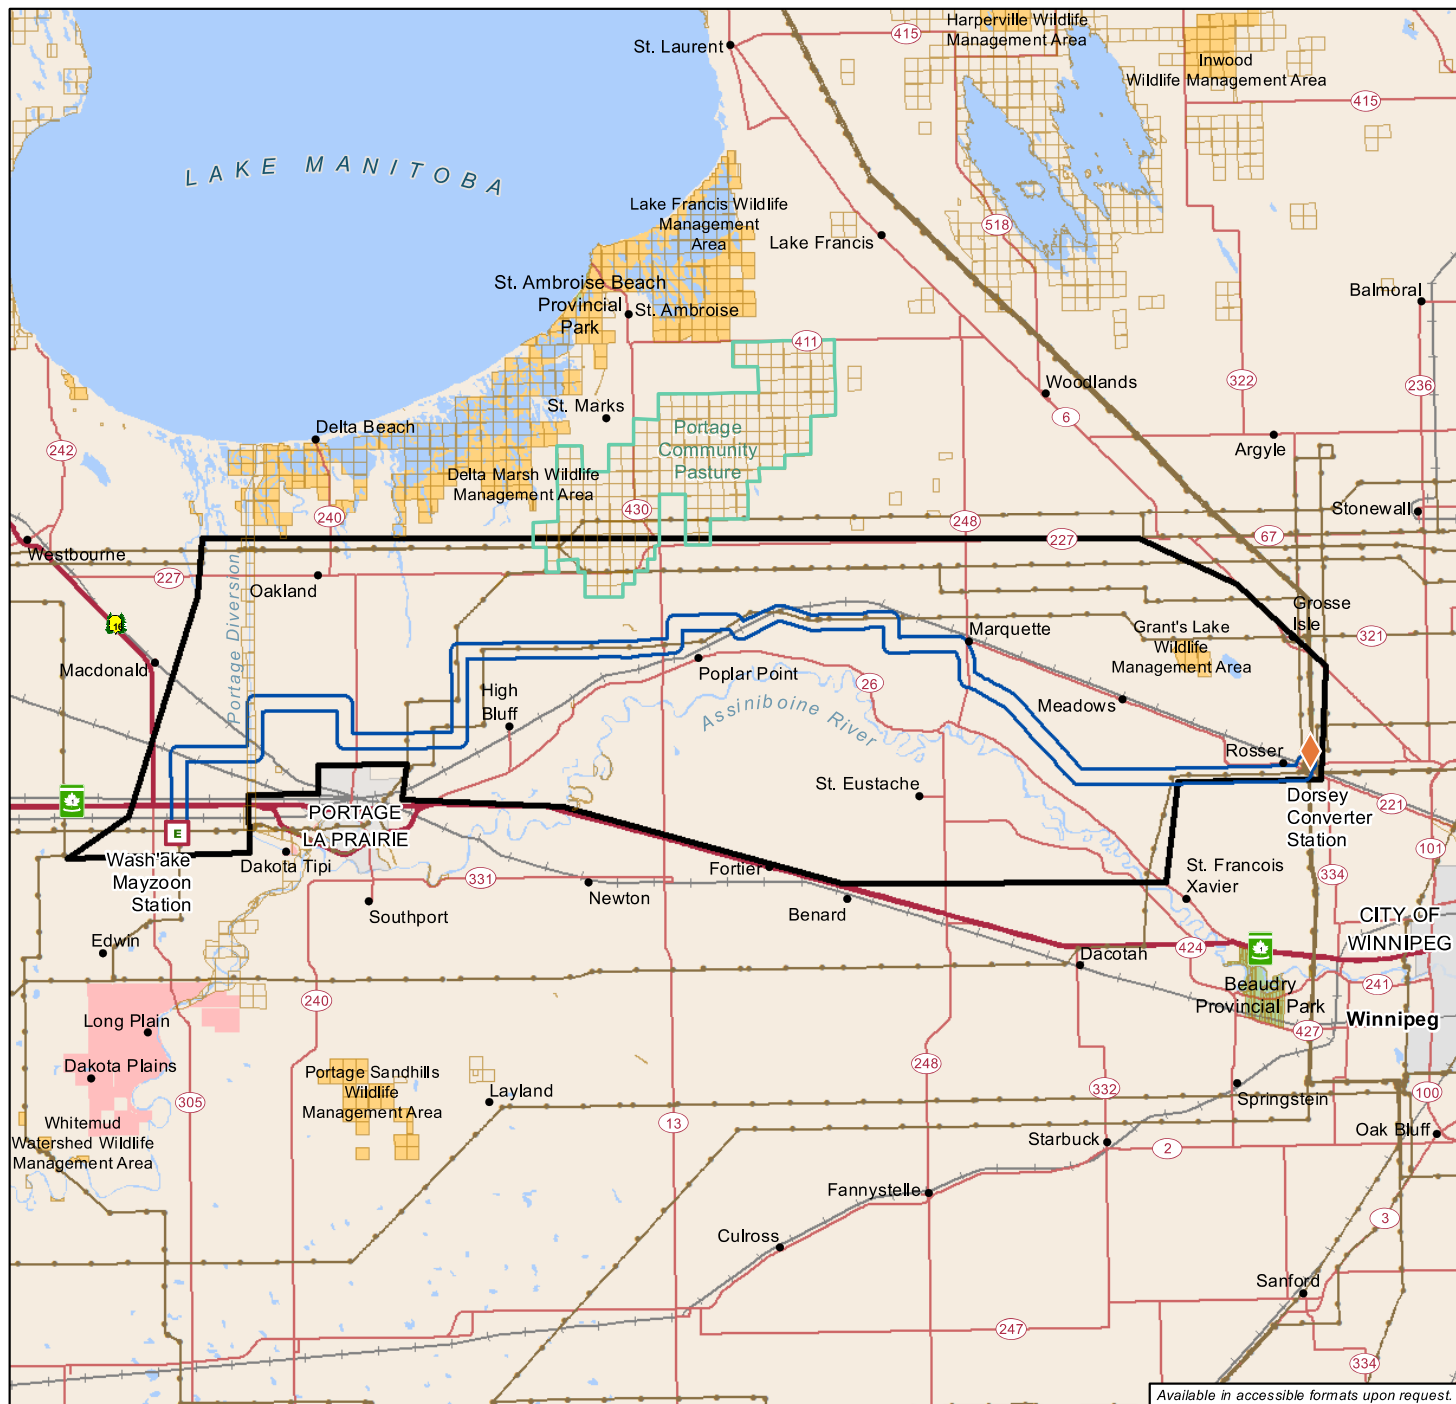 Harperville Wildlife
Management Area
St. Laurent
415
Inwood
Wildlife Management Area
415
LAKE MANITOBA
Lake Francis Wildlife
Management
Area
Lake Francis
518
St. Ambroise Beach
Provincial
Park
St. Ambroise
Balmoral
411
Woodlands
322
236
St. Marks
6
Delta Beach
Portage
Community
Pasture
242
Argyle
Delta Marsh Wildlife
Management Area
240
430
248
Stonewall
Westbourne
227
67
227
Oakland
Portage Diversion
16
Grosse
Isle
Marquette
Grant's Lake
Wildlife
Management Area
321
Macdonald
Poplar Point
26
High
Bluff
Assiniboine River
Meadows
Rosser
St. Eustache
1
PORTAGE
LA PRAIRIE
Dorsey
Converter
Station
221
E
Wash'ake
Mayzoon
Station
Dakota Tipi
101
Fortier
331
Newton
St. Francois
Xavier
334
Southport
Benard
CITY OF
WINNIPEG
Edwin
424
1
Dacotah
Beaudry
Provincial Park
241
240
Long Plain
Winnipeg
427
Dakota Plains
248
Portage Sandhills
Wildlife
Management Area
Layland
332
100
305
Springstein
Whitemud
Watershed Wildlife
Management Area
13
Oak Bluff
Starbuck
2
Fannystelle
3
Culross
Sanford
247
334
Available in accessible formats upon request.